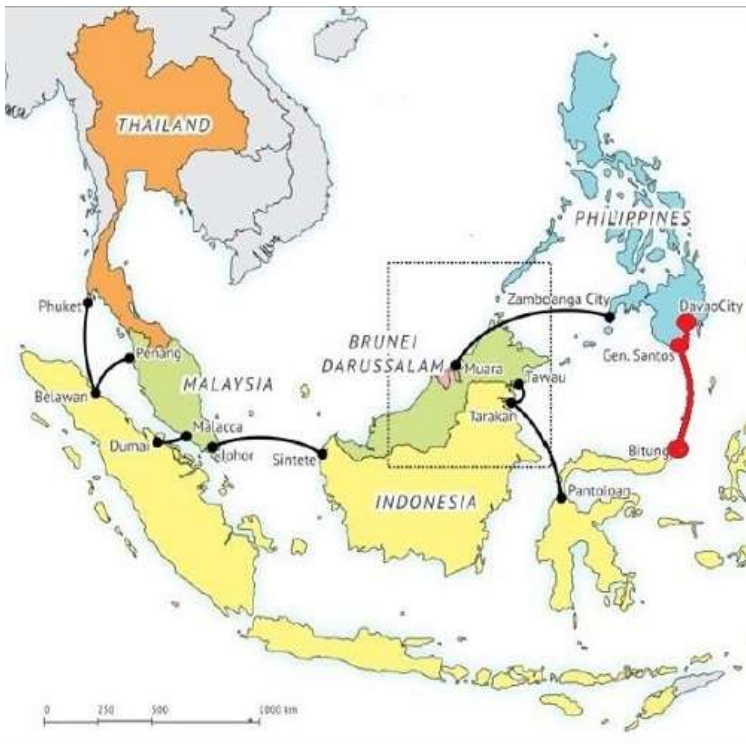 THAILAND
PHILIPPINES
Phuket
Zamboanga City
DavaoCity
BRUNEI
DARUSSALAM
Gen. Santos
Penang
Muara
MALAYSIA
Tawau
Belawan
Tarakan
Malacca
Dumai
Johor
Sintete
Bitung
INDONESIA
Pantoloan
0 250 500 1000 km